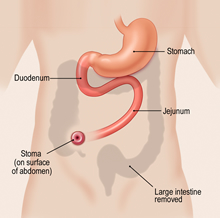 Stomach
Duodenum
Jejunum
Stoma
(on surface
of abdomen)
Large intestine
removed